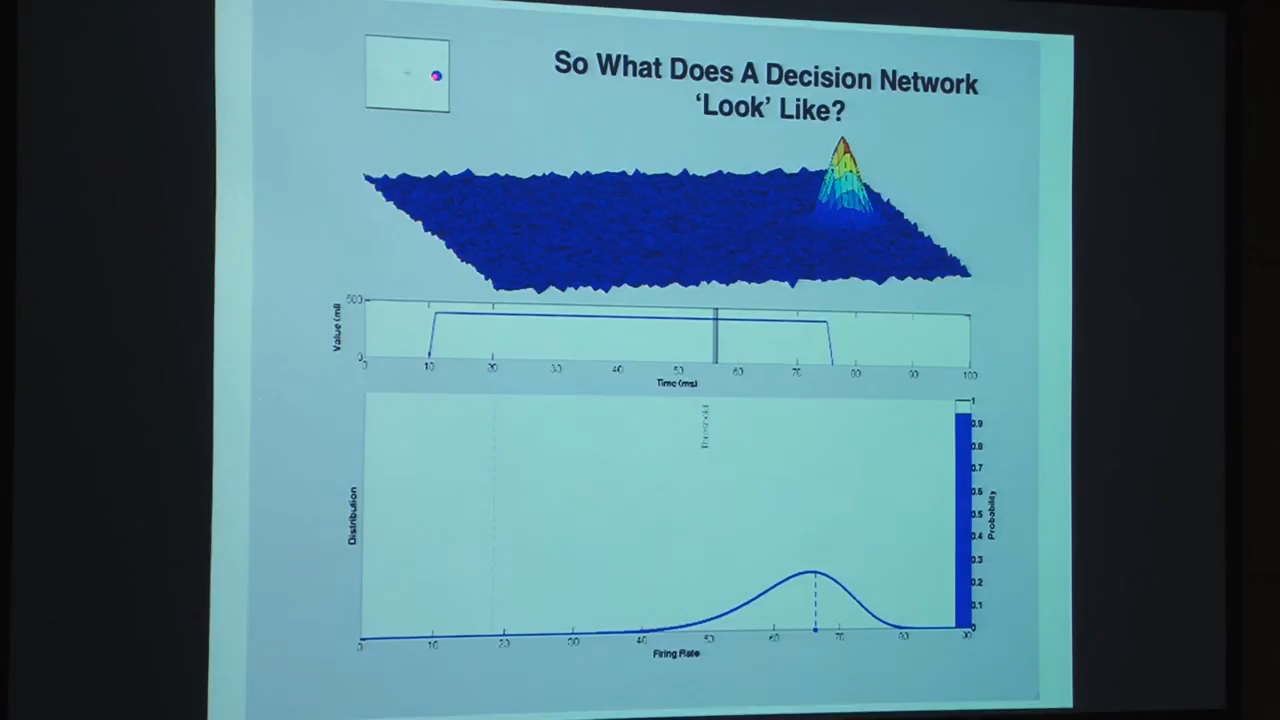 So What Does A Decision Network
‘Look’ Like?
500
Value (ml)
0
0 10 20 30 40 50 60 70 80 90 100
Time (ms)
Threshold
1
0.9
0.8
0.7
0.6
0.5
0.4
0.3
0.2
0.1
0
Probability
Distribution
0 10 20 30 40 50 60 70 80 90
Firing Rate